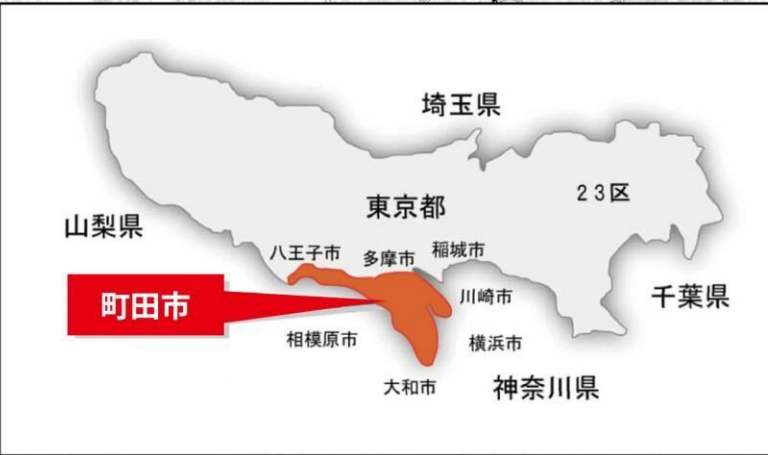 埼玉県
23区
東京都
山梨県
八王子市
多摩市
稲城市
町田市
川崎市
千葉県
相模原市
横浜市
大和市
神奈川県